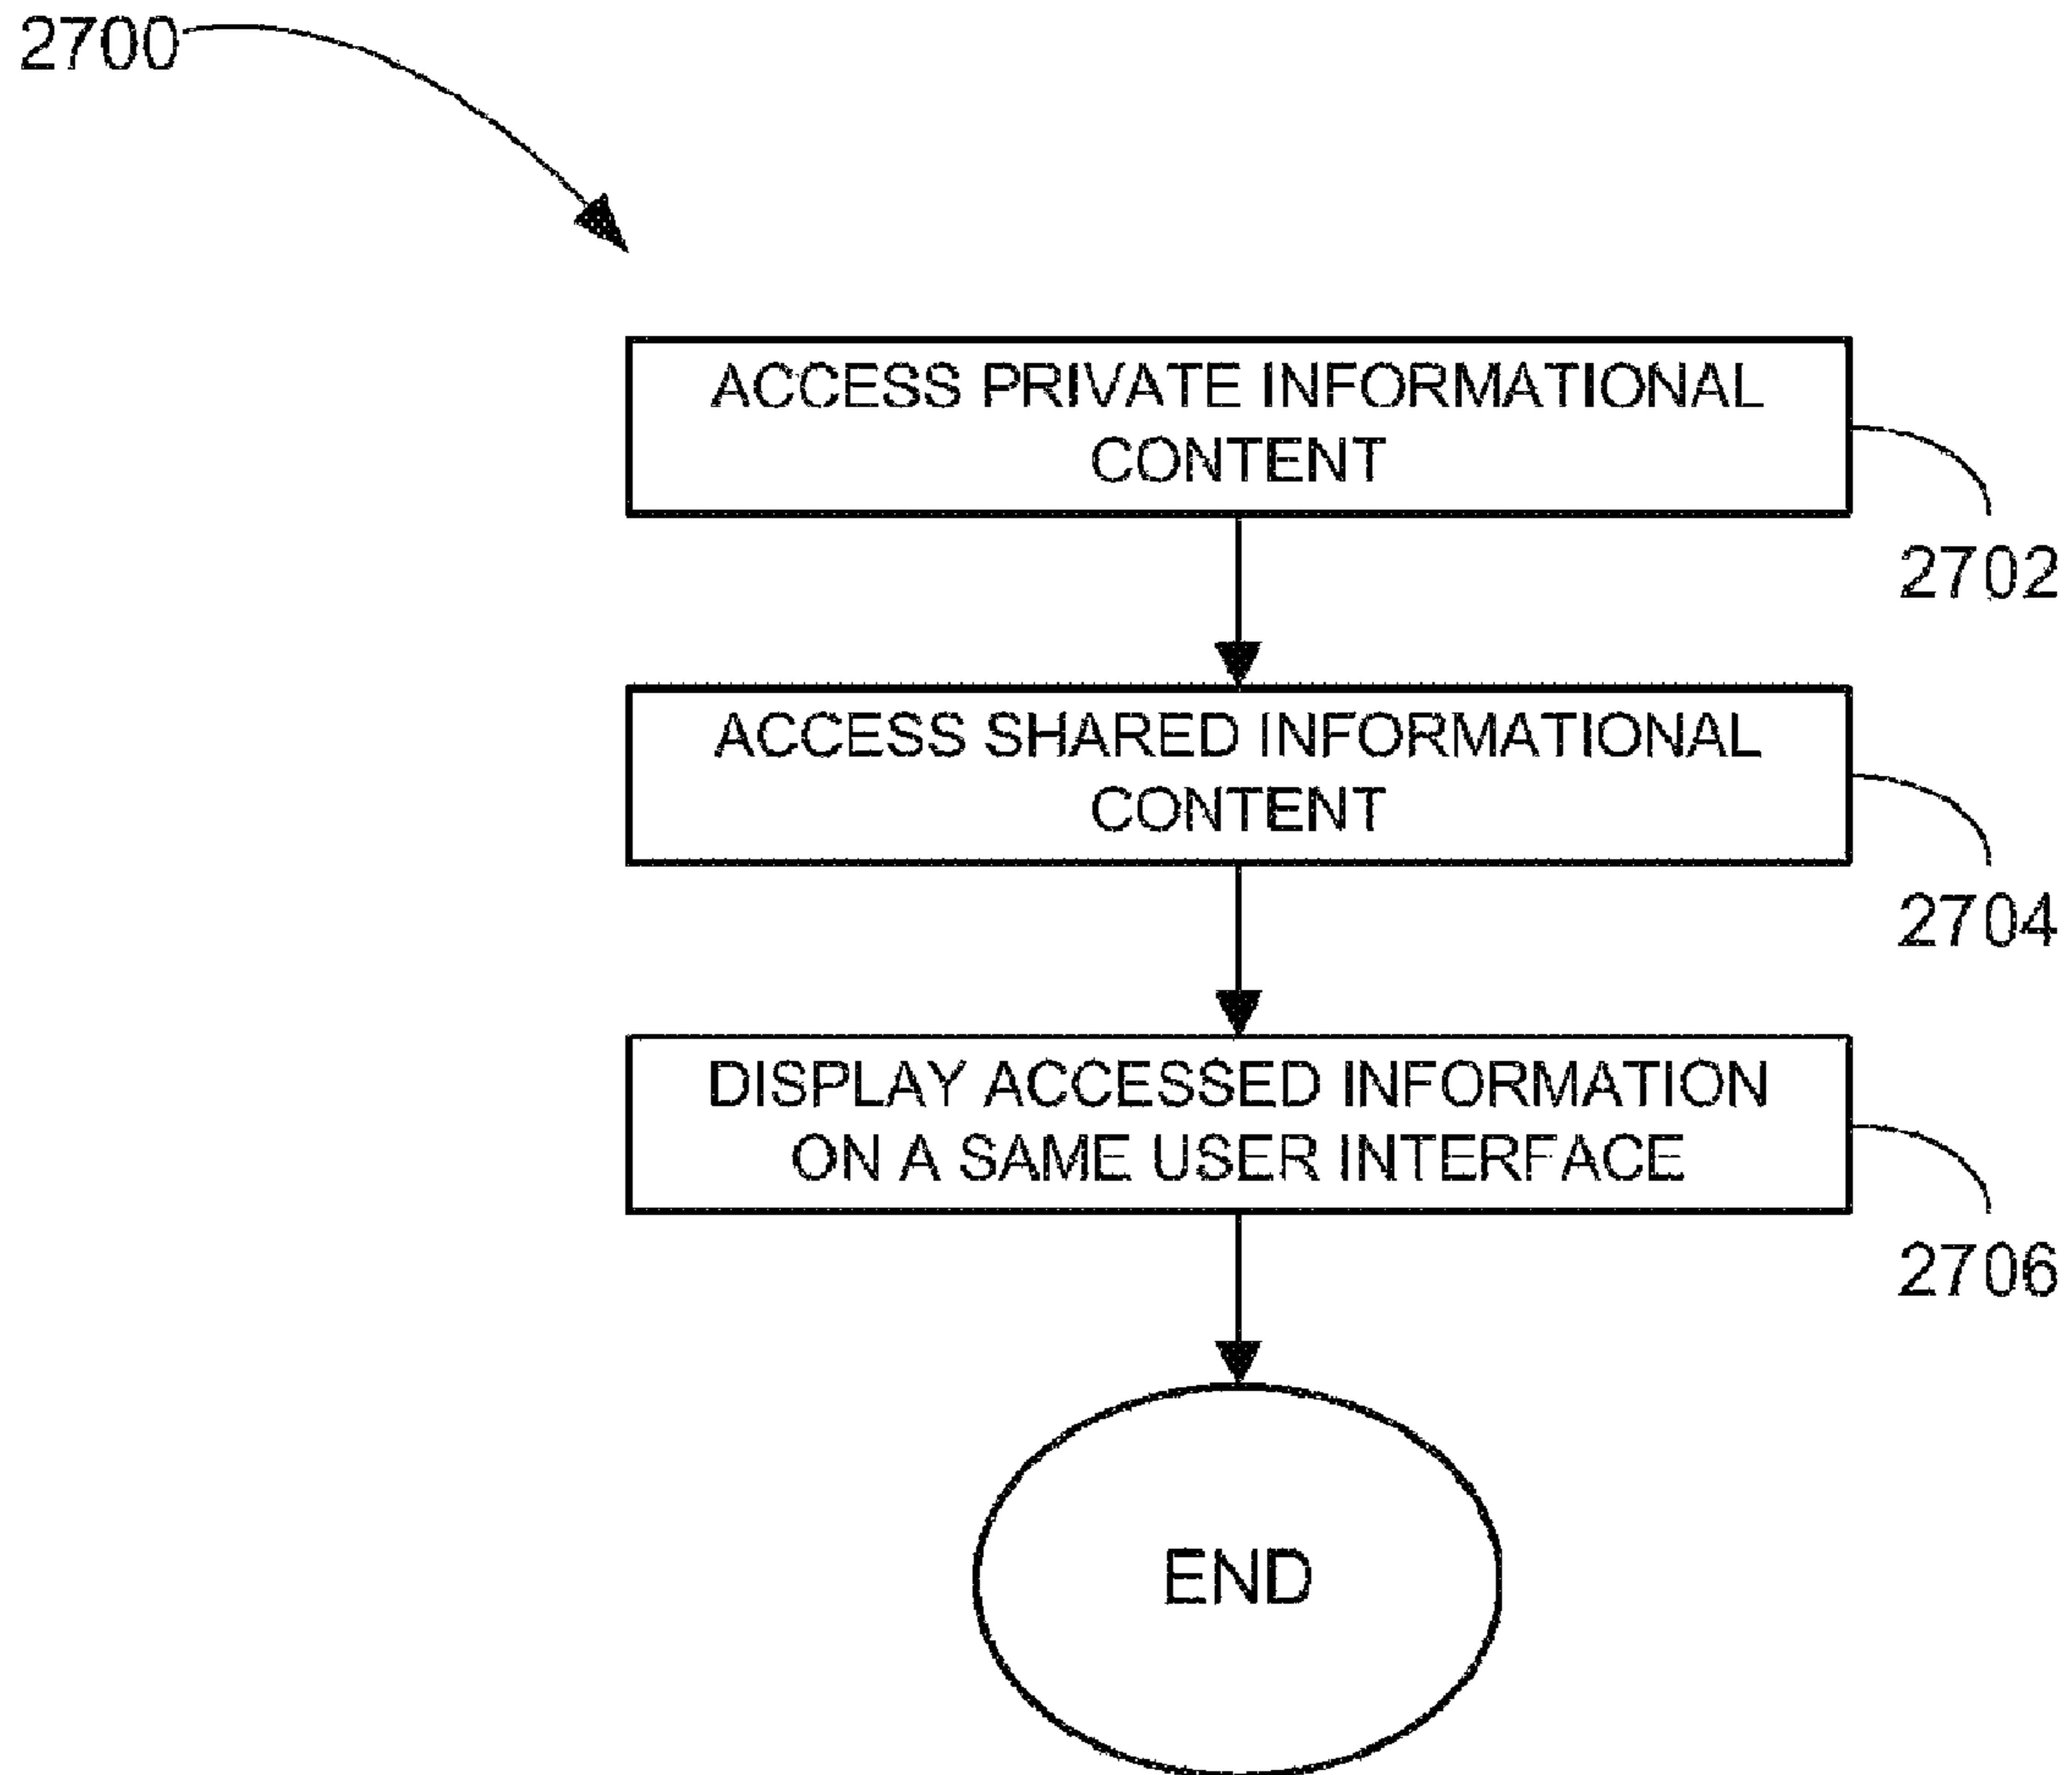 2700
ACCESS PRIVATE INFORMATIONAL
CONTENT
2702
ACCESS SHARED INFORMATIONAL
CONTENT
2704
DISPLAY ACCESSED INFORMATION
ON A SAME USER INTERFACE
2706
END